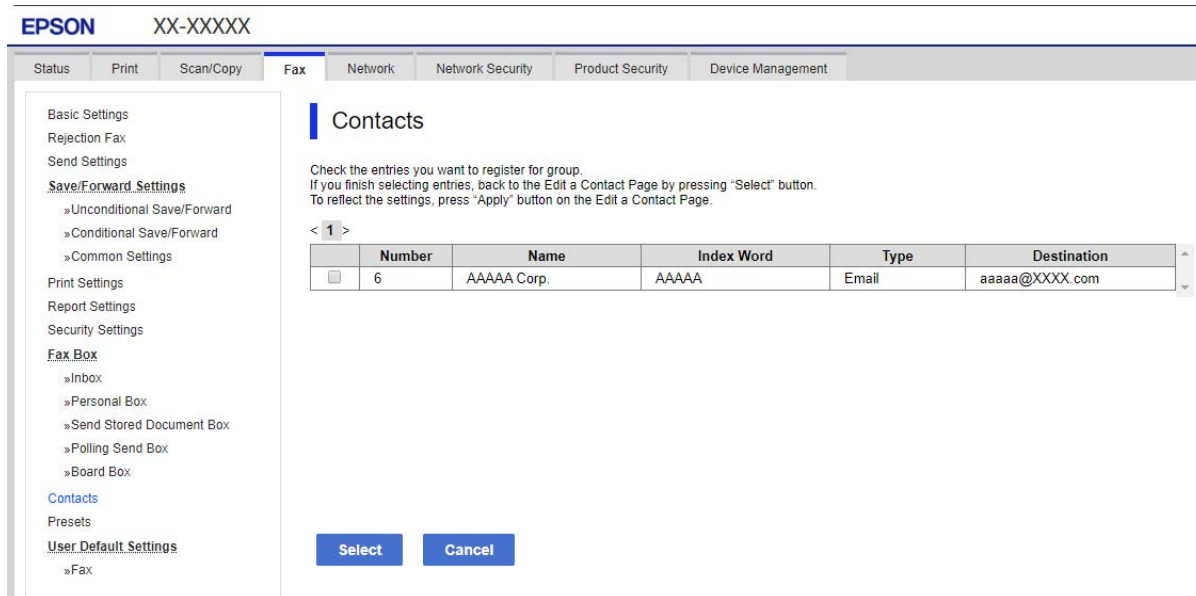 EPSON XX-XXXXX
Status Print Scan/Copy Fax Network Network Security Product Security Device Management
Basic Settings
Rejection Fax
Send Settings
Save/Forward Settings
»Unconditional Save/Forward
»Conditional Save/Forward
»Common Settings
Print Settings
Report Settings
Security Settings
Fax Box
»Inbox
»Personal Box
»Send Stored Document Box
»Polling Send Box
»Board Box
Contacts
Presets
User Default Settings
»Fax
Contacts
Check the entries you want to register for group.
If you finish selecting entries, back to the Edit a Contact Page by pressing “Select” button.
To reflect the settings, press “Apply” button on the Edit a Contact Page.
< 1 >
Number Name Index Word Type Destination
6 AAAAA Corp. AAAAA Email aaaaa@XXXX.com
Select Cancel